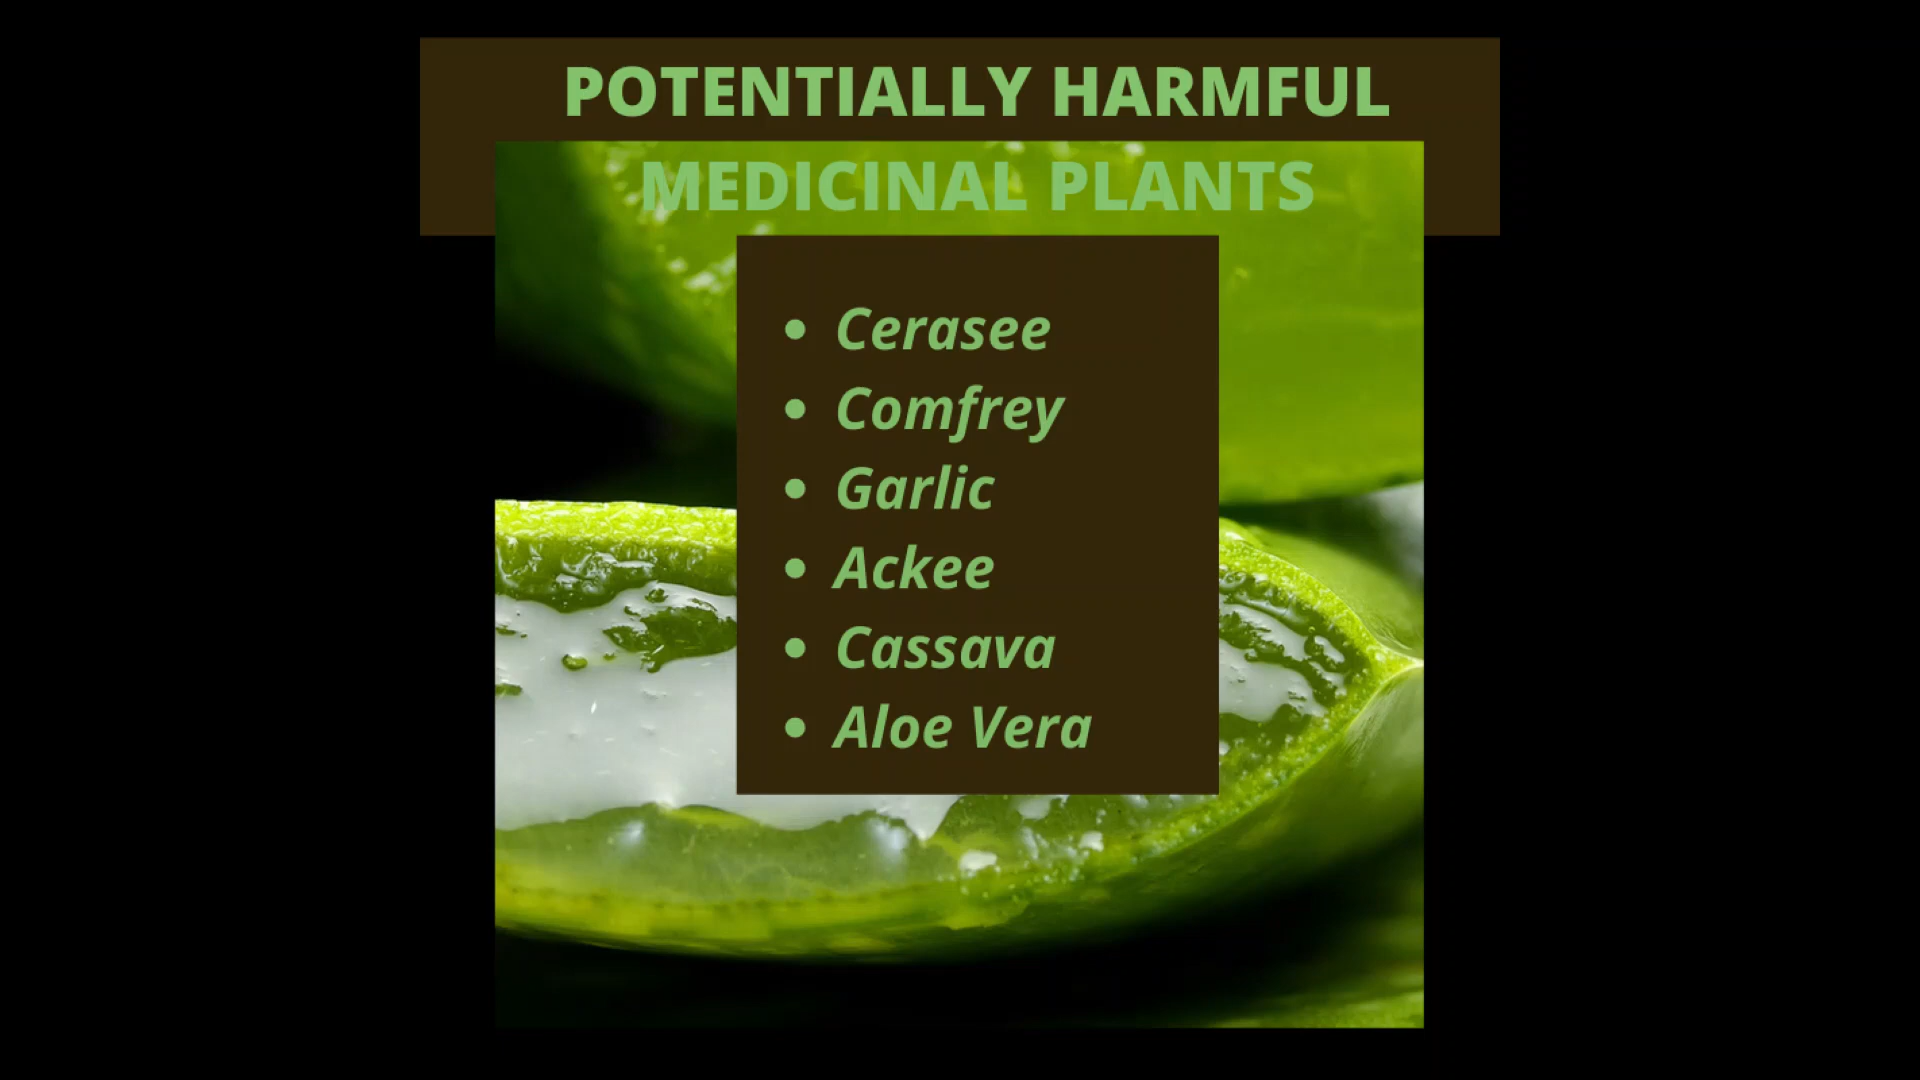 POTENTIALLY HARMFUL
MEDICINAL PLANTS
• Cerasee
• Comfrey
• Garlic
• Ackee
• Cassava
• Aloe Vera